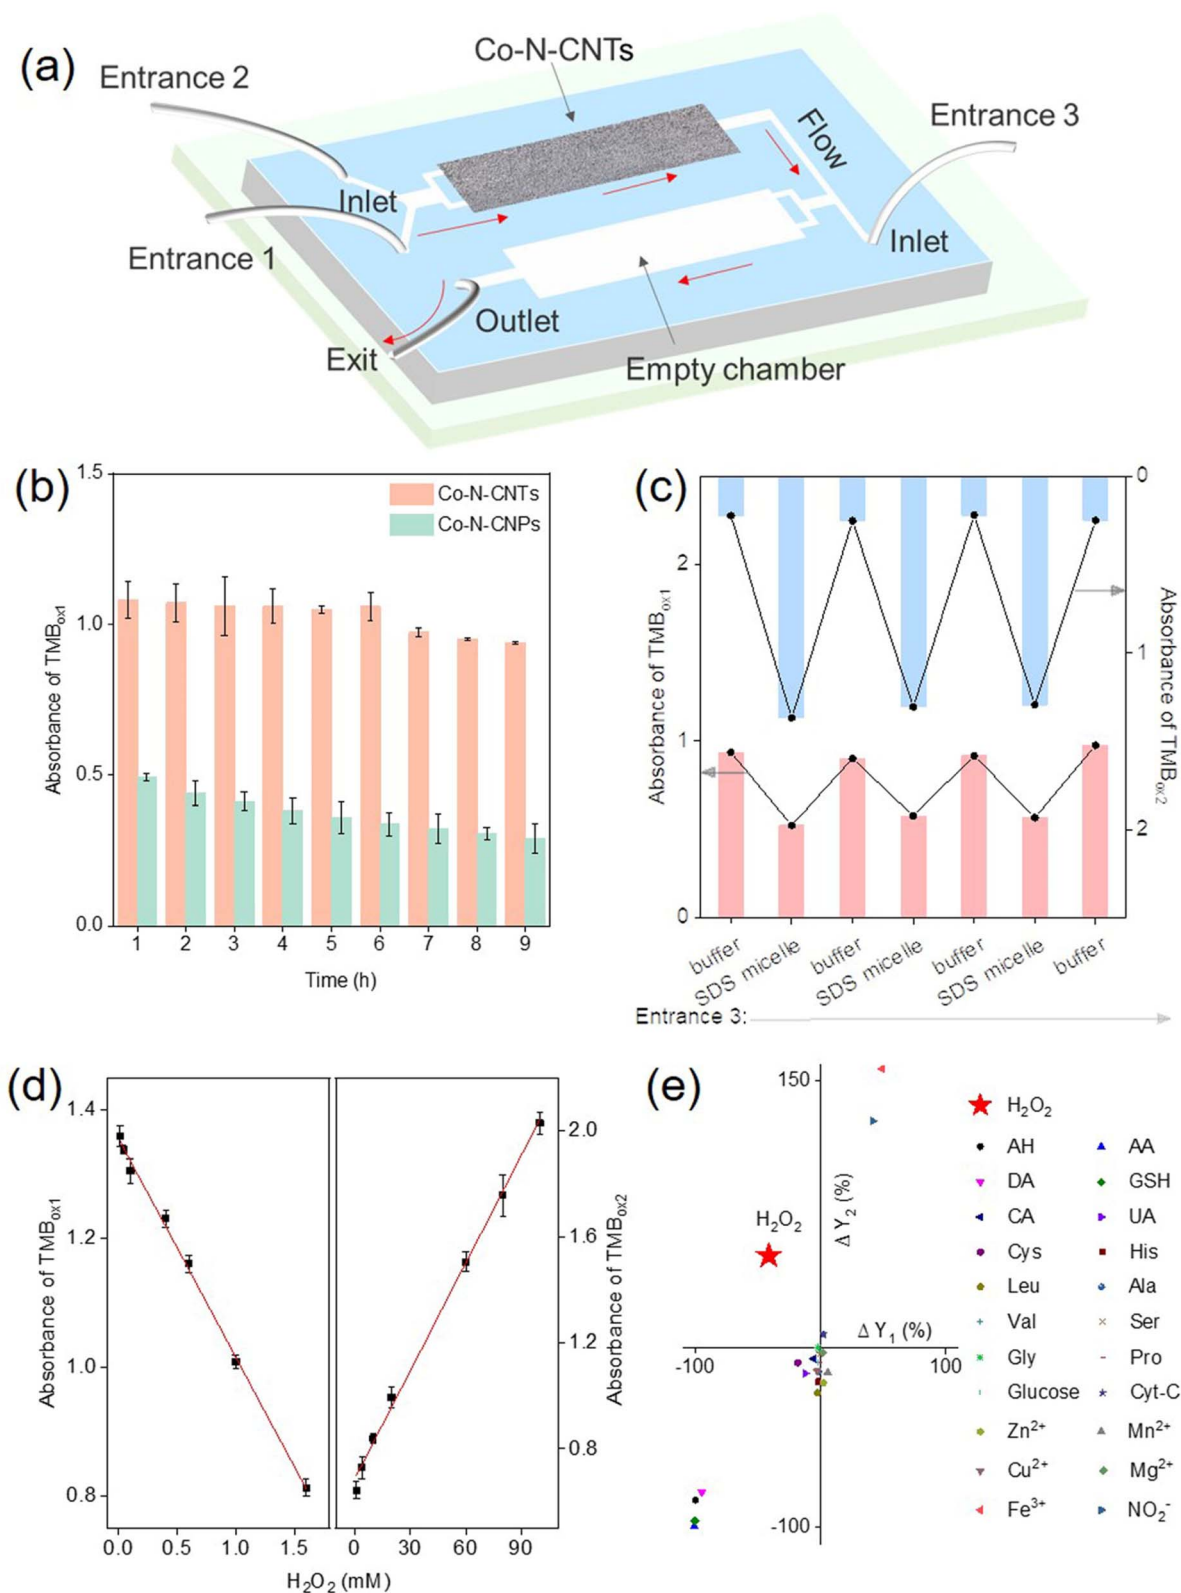 (a)
Co-N-CNTs
Entrance 2
Entrance 3
Flow
Inlet
Entrance 1
Inlet
Outlet
Exit
Empty chamber
(b)
1.5
1.0
0.5
0.0
Absorbance of TMBox1
Co-N-CNTs
Co-N-CNPs
1 2 3 4 5 6 7 8 9
Time (h)
(c)
2
1
0
Absorbance of TMBox1
0
1
2
Absorbance of TMBox2
buffer
SDS micelle
buffer
SDS micelle
buffer
SDS micelle
buffer
Entrance 3:
(d)
1.4
1.2
1.0
0.8
Absorbance of TMBox1
2.0
1.6
1.2
0.8
Absorbance of TMBox2
0.0 0.5 1.0 1.5 0 30 60 90
H2O2 (mM)
(e)
150
Δ Y2 (%)
H2O2
Δ Y1 (%)
-100 100
-100
H2O2
AH AA
DA GSH
CA UA
Cys His
Leu Ala
Val Ser
Gly Pro
Glucose Cyt-C
Zn2+ Mn2+
Cu2+ Mg2+
Fe3+ NO2-